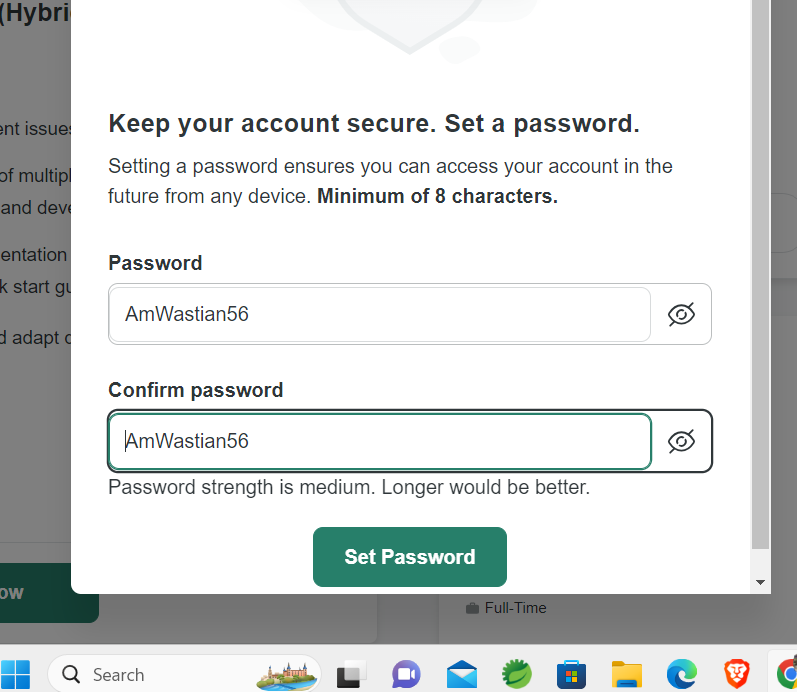 (Hybri
Keep your account secure. Set a password.
ent issues
Setting a password ensures you can access your account in the
of multipl
future from any device. Minimum of 8 characters.
and deve
entation
Password
k start gu
AmWastian56
d adapt
Confirm password
AmWastian56
Password strength is medium. Longer would be better.
Set Password
ow
Full-Time
Search